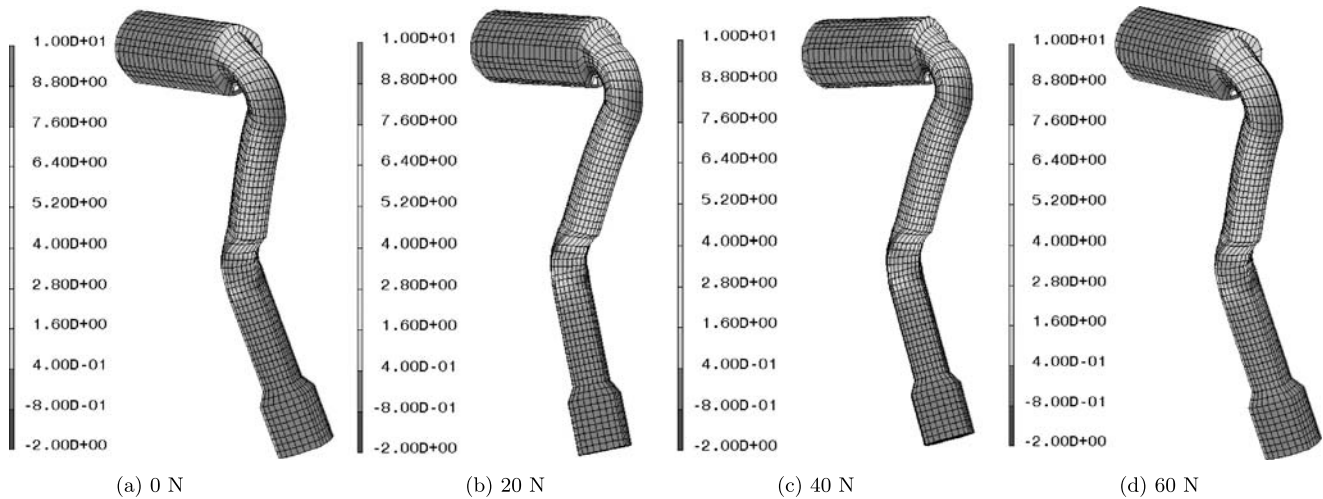 1.00D+01
8.80D+00
7.60D+00
6.40D+00
5.20D+00
4.00D+00
2.80D+00
1.60D+00
4.00D-01
-8.00D-01
-2.00D+00
(a) 0 N
1.00D+01
8.80D+00
7.60D+00
6.40D+00
5.20D+00
4.00D+00
2.80D+00
1.60D+00
4.00D-01
-8.00D-01
-2.00D+00
(b) 20 N
1.00D+01
8.80D+00
7.60D+00
6.40D+00
5.20D+00
4.00D+00
2.80D+00
1.60D+00
4.00D-01
-8.00D-01
-2.00D+00
(c) 40 N
1.00D+01
8.80D+00
7.60D+00
6.40D+00
5.20D+00
4.00D+00
2.80D+00
1.60D+00
4.00D-01
-8.00D-01
-2.00D+00
(d) 60 N